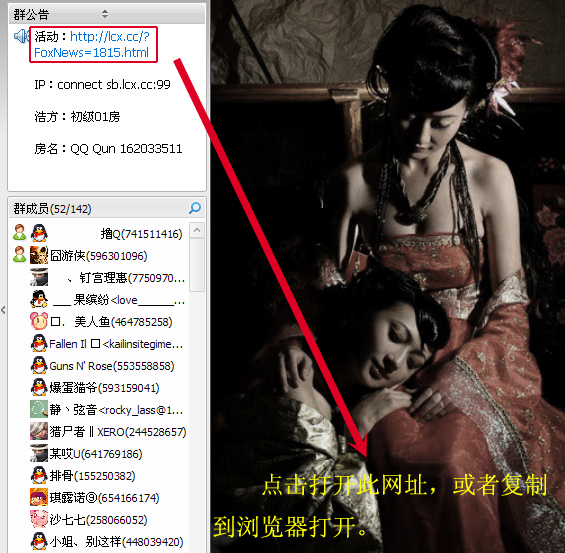 群公告
活动：http://lcx.cc/?
FoxNews=1815.html
IP：connect sb.lcx.cc:99
浩方：初级01房
房名：QQ Qun 162033511
群成员(52/142)
撸Q(741511416)
囧游侠(596301096)
、钉宫理惠(7750970...
___ 果缤纷<love______...
口．美人鱼(464785258)
Fallen Il 口 <kailinsitegime...
Guns N' Rose(553558858)
爆蛋猫爷(593159041)
静丶弦音<rocky_lass@1...
猎尸者‖XERO(244528657)
某哎U(641769186)
排骨(155250382)
琪露诺⑨(654166174)
沙七七(258066052)
小姐、别这样(448039420)
点击打开此网址，或者复制
到浏览器打开。